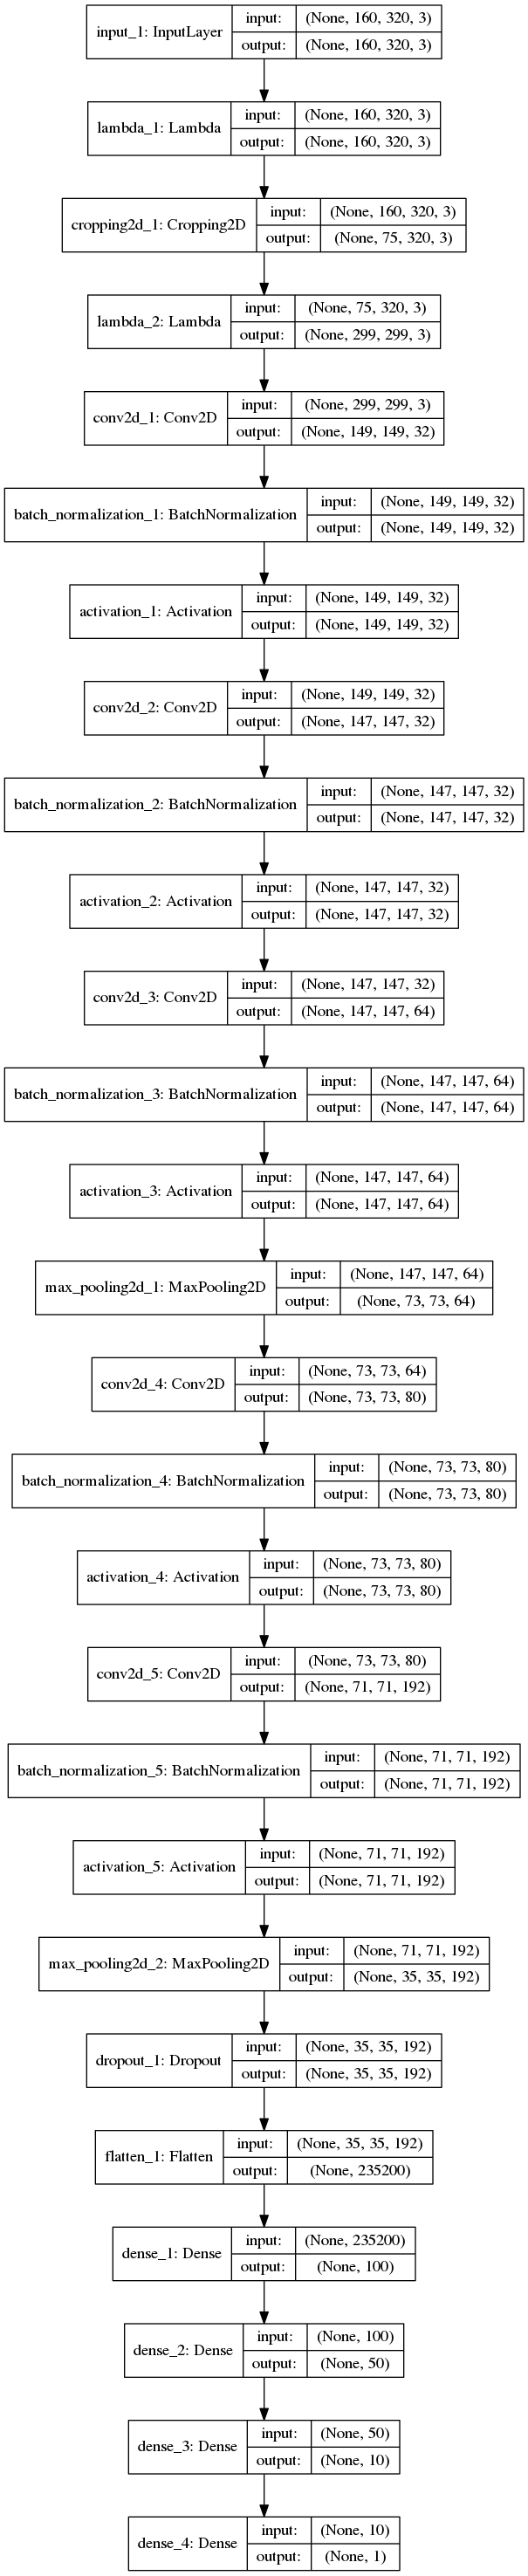 input_1: InputLayer
input: (None, 160, 320, 3)
output: (None, 160, 320, 3)
lambda_1: Lambda
input: (None, 160, 320, 3)
output: (None, 160, 320, 3)
cropping2d_1: Cropping2D
input: (None, 160, 320, 3)
output: (None, 75, 320, 3)
lambda_2: Lambda
input: (None, 75, 320, 3)
output: (None, 299, 299, 3)
conv2d_1: Conv2D
input: (None, 299, 299, 3)
output: (None, 149, 149, 32)
batch_normalization_1: BatchNormalization
input: (None, 149, 149, 32)
output: (None, 149, 149, 32)
activation_1: Activation
input: (None, 149, 149, 32)
output: (None, 149, 149, 32)
conv2d_2: Conv2D
input: (None, 149, 149, 32)
output: (None, 147, 147, 32)
batch_normalization_2: BatchNormalization
input: (None, 147, 147, 32)
output: (None, 147, 147, 32)
activation_2: Activation
input: (None, 147, 147, 32)
output: (None, 147, 147, 32)
conv2d_3: Conv2D
input: (None, 147, 147, 32)
output: (None, 147, 147, 64)
batch_normalization_3: BatchNormalization
input: (None, 147, 147, 64)
output: (None, 147, 147, 64)
activation_3: Activation
input: (None, 147, 147, 64)
output: (None, 147, 147, 64)
max_pooling2d_1: MaxPooling2D
input: (None, 147, 147, 64)
output: (None, 73, 73, 64)
conv2d_4: Conv2D
input: (None, 73, 73, 64)
output: (None, 73, 73, 80)
batch_normalization_4: BatchNormalization
input: (None, 73, 73, 80)
output: (None, 73, 73, 80)
activation_4: Activation
input: (None, 73, 73, 80)
output: (None, 73, 73, 80)
conv2d_5: Conv2D
input: (None, 73, 73, 80)
output: (None, 71, 71, 192)
batch_normalization_5: BatchNormalization
input: (None, 71, 71, 192)
output: (None, 71, 71, 192)
activation_5: Activation
input: (None, 71, 71, 192)
output: (None, 71, 71, 192)
max_pooling2d_2: MaxPooling2D
input: (None, 71, 71, 192)
output: (None, 35, 35, 192)
dropout_1: Dropout
input: (None, 35, 35, 192)
output: (None, 35, 35, 192)
flatten_1: Flatten
input: (None, 35, 35, 192)
output: (None, 235200)
dense_1: Dense
input: (None, 235200)
output: (None, 100)
dense_2: Dense
input: (None, 100)
output: (None, 50)
dense_3: Dense
input: (None, 50)
output: (None, 10)
dense_4: Dense
input: (None, 10)
output: (None, 1)